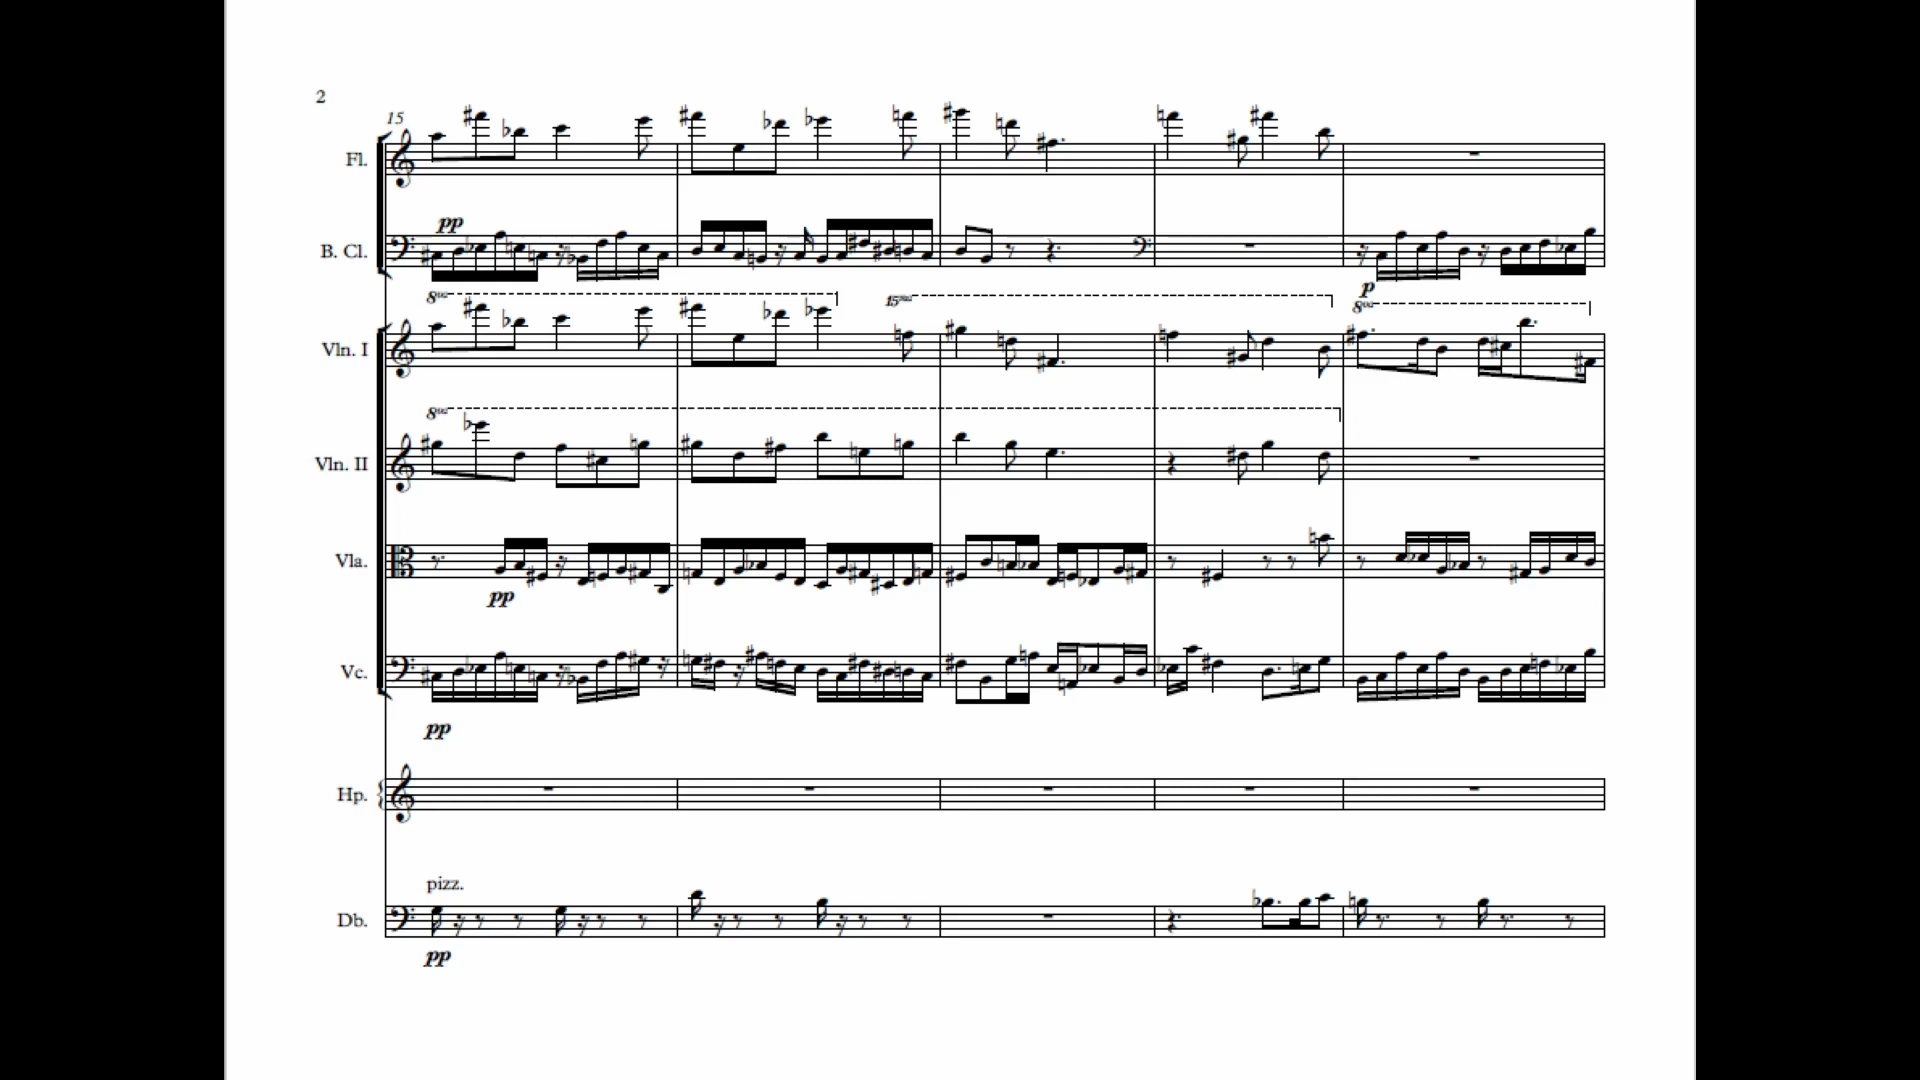 2
15
Fl.
pp
B. Cl.
p
8va
15ma
8va
Vln. I
8va
Vln. II
Vla.
pp
Vc.
pp
Hp.
pizz.
Db.
pp